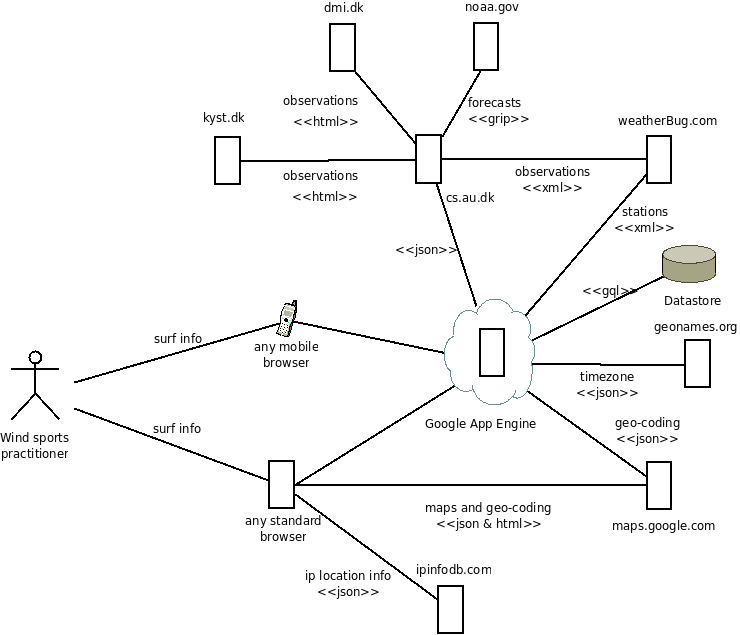 dmi.dk
noaa.gov
observations
<<html>>
forecasts
<<grip>>
kyst.dk
weatherBug.com
observations
<<html>>
observations
<<xml>>
cs.au.dk
stations
<<xml>>
<<json>>
<<gql>>
Datastore
geonames.org
surf info
any mobile
browser
timezone
<<json>>
Google App Engine
geo-coding
<<json>>
Wind sports
practitioner
surf info
any standard
browser
maps and geo-coding
<<json & html>>
maps.google.com
ip location info
<<json>>
ipinfodb.com